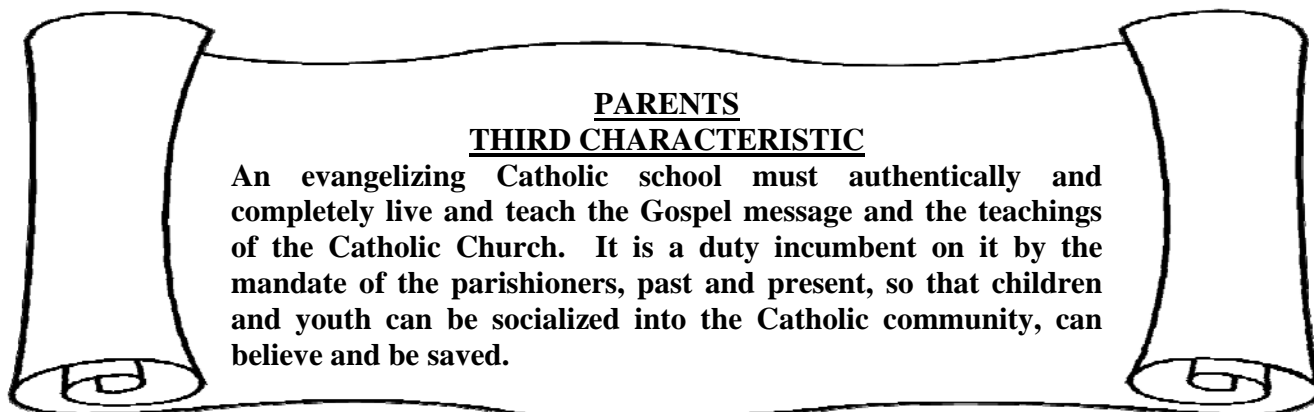 PARENTS
THIRD CHARACTERISTIC
An evangelizing Catholic school must authentically and
completely live and teach the Gospel message and the teachings
of the Catholic Church. It is a duty incumbent on it by the
mandate of the parishioners, past and present, so that children
and youth can be socialized into the Catholic community, can
believe and be saved.